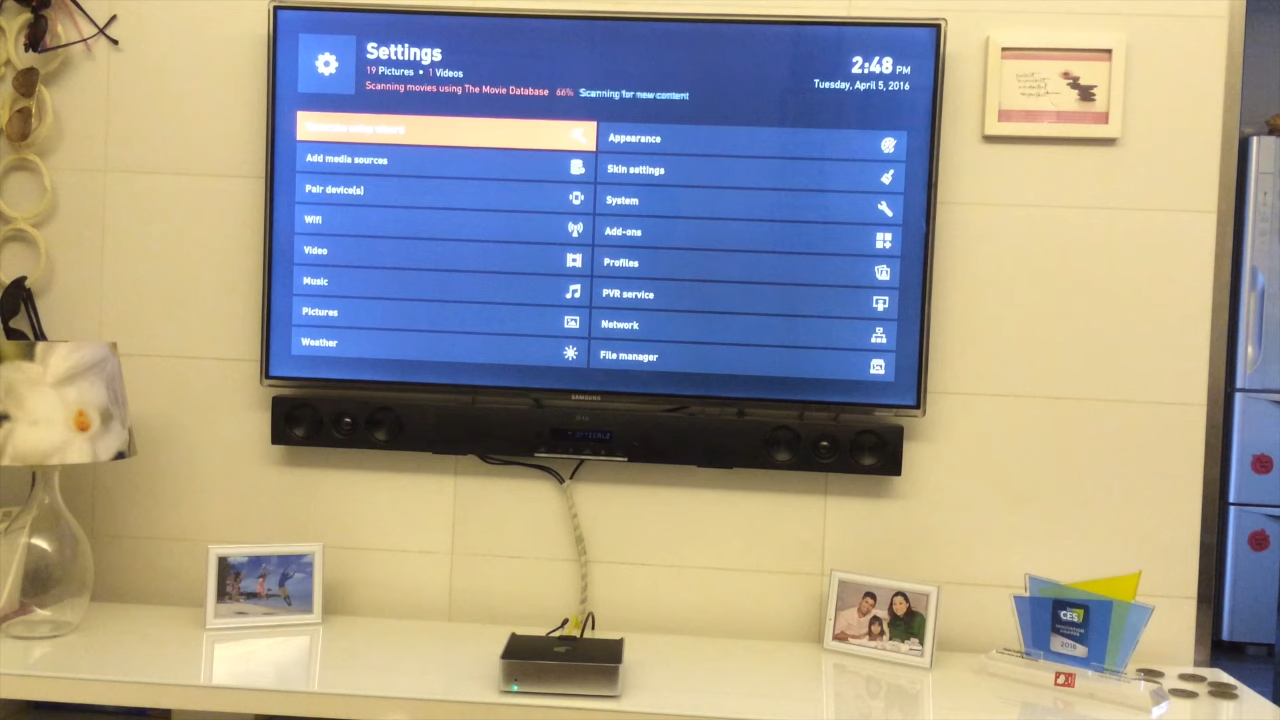 Settings
19 Pictures • 1 Videos
Scanning movies using The Movie Database 66% Scanning for new content
2:48 PM
Tuesday, April 5, 2016
Add media sources
Pair device(s)
Wifi
Video
Music
Pictures
Weather
Appearance
Skin settings
System
Add-ons
Profiles
PVR service
Network
File manager
SAMSUNG
CES
INNOVATION
AWARDS
2016